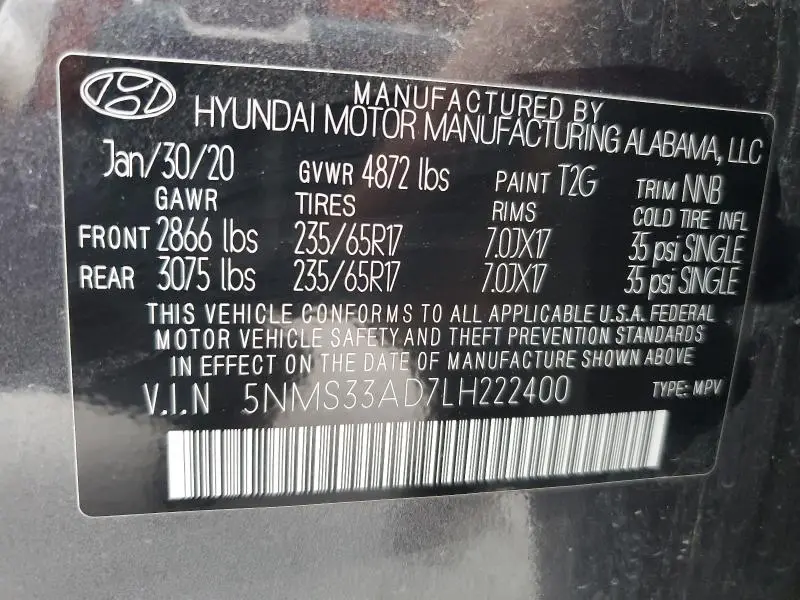 MANUFACTURED BY
HYUNDAI MOTOR MANUFACTURING ALABAMA, LLC
Jan/30/20 GVWR 4872 lbs PAINT T2G TRIM NNB
GAWR TIRES RIMS COLD TIRE INFL
FRONT 2866 lbs 235/65R17 7.0JX17 35 psi SINGLE
REAR 3075 lbs 235/65R17 7.0JX17 35 psi SINGLE
THIS VEHICLE CONFORMS TO ALL APPLICABLE U.S.A. FEDERAL
MOTOR VEHICLE SAFETY AND THEFT PREVENTION STANDARDS
IN EFFECT ON THE DATE OF MANUFACTURE SHOWN ABOVE
V.I.N 5NMS33AD7LH222400 TYPE: MPV